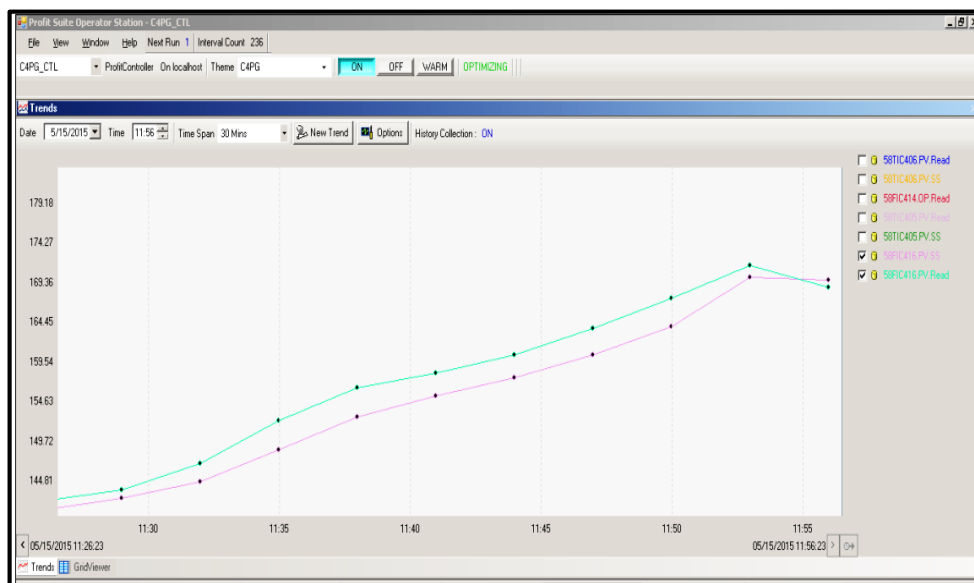 Profit Suite Operator Station - C4PG_CTL
File View Window Help Next Run 1 Interval Count 236
C4PG_CTL ProfitController On localhost Theme C4PG ON OFF WARM OPTIMIZING
Trends
Date 5/15/2015 Time 11:56 Time Span 30 Mins New Trend Options History Collection : ON
58TIC406.PV.Read
58TIC406.PV.SS
58FIC414.OP.Read
58TIC405.PV.Read
58TIC405.PV.SS
58FIC416.PV.SS
58FIC416.PV.Read
179.18
174.27
169.36
164.45
159.54
154.63
149.72
144.81
11:30 11:35 11:40 11:45 11:50 11:55
05/15/2015 11:26:23 05/15/2015 11:56:23
Trends GridViewer